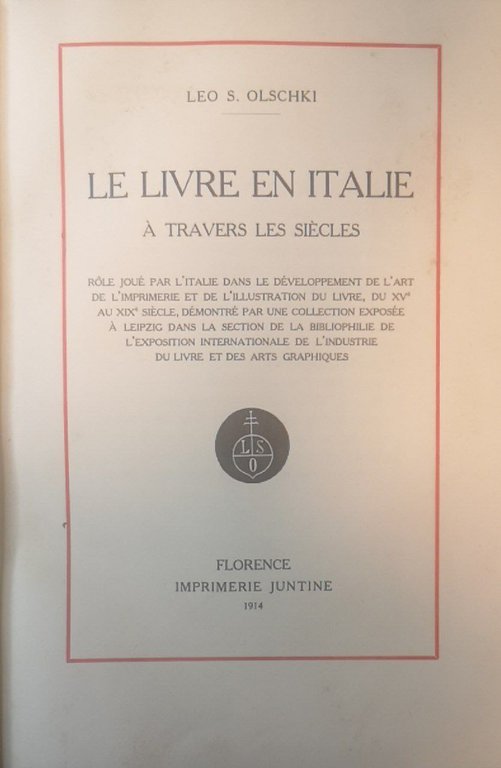 LEO S. OLSCHKI
LE LIVRE EN ITALIE
À TRAVERS LES SIÈCLES
RÔLE JOUÉ PAR L'ITALIE DANS LE DÉVELOPPEMENT DE L'ART
DE L'IMPRIMERIE ET DE L'ILLUSTRATION DU LIVRE, DU XVᵉ
AU XIXᵉ SIÈCLE, DÉMONTRÉ PAR UNE COLLECTION EXPOSÉE
À LEIPZIG DANS LA SECTION DE LA BIBLIOPHILIE DE
L'EXPOSITION INTERNATIONALE DE L'INDUSTRIE
DU LIVRE ET DES ARTS GRAPHIQUES
L S
O
FLORENCE
IMPRIMERIE JUNTINE
1914